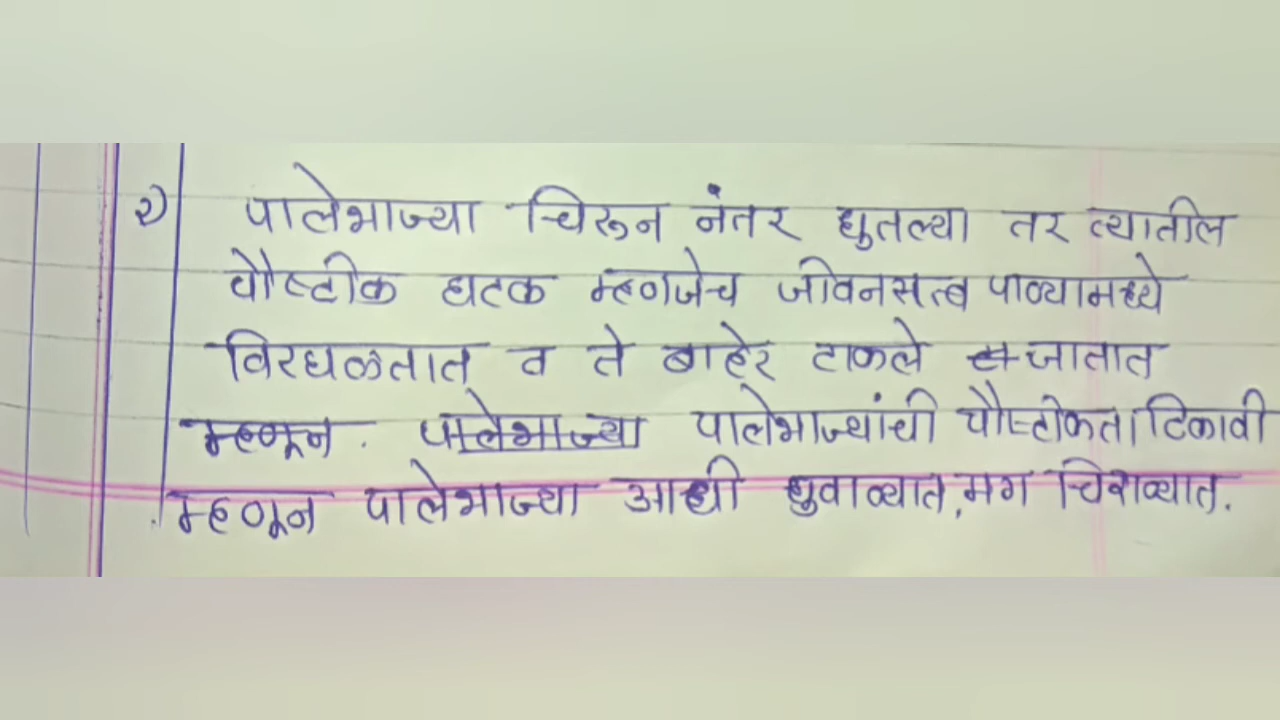 २) पालेभाज्या चिरून नंतर धुतल्या तर त्यातील
पौष्टीक घटक म्हणजेच जीवनसत्व पाण्यामध्ये
विरघळतात व ते बाहेर टाकले जातात
म्हणून. पालेभाज्या पालेभाज्यांची पौष्टीकता टिकावी
म्हणून पालेभाज्या आधी धुवाव्यात, मग चिराव्यात.